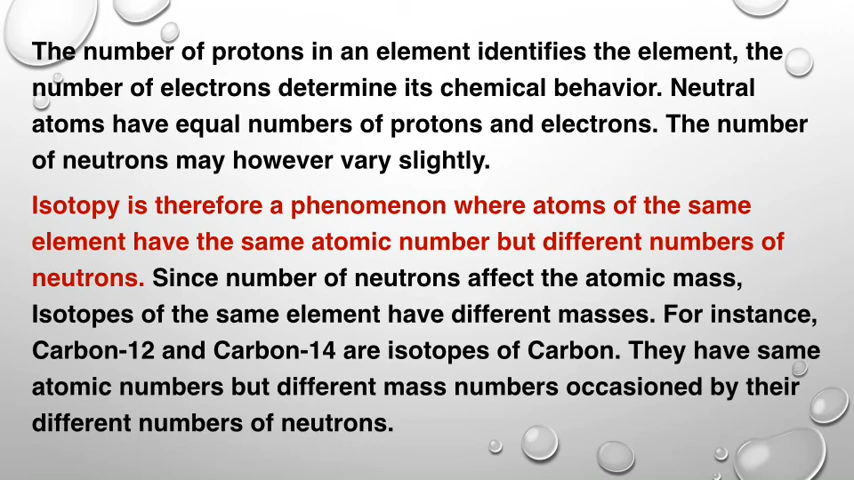 The number of protons in an element identifies the element, the
number of electrons determine its chemical behavior. Neutral
atoms have equal numbers of protons and electrons. The number
of neutrons may however vary slightly.
Isotopy is therefore a phenomenon where atoms of the same
element have the same atomic number but different numbers of
neutrons. Since number of neutrons affect the atomic mass,
Isotopes of the same element have different masses. For instance,
Carbon-12 and Carbon-14 are isotopes of Carbon. They have same
atomic numbers but different mass numbers occasioned by their
different numbers of neutrons.